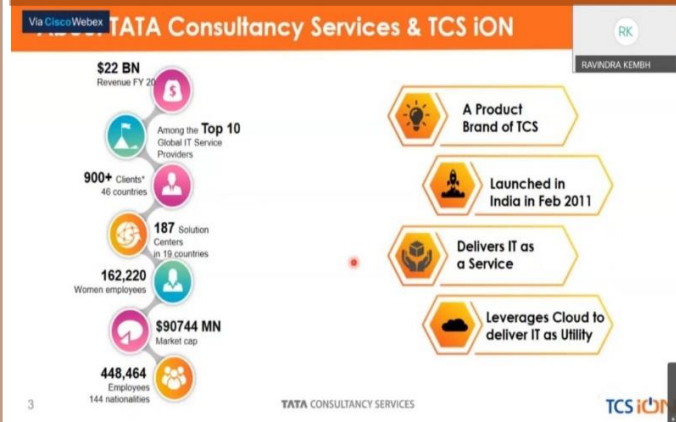 Via Cisco Webex
TATA Consultancy Services & TCS iON
RK
RAVINDRA KEMBH
$22 BN
Revenue FY 20
Among the Top 10
Global IT Service
Providers
900+ Clients*
46 countries
187 Solution
Centers
in 19 countries
162,220
Women employees
$90744 MN
Market cap
448,464
Employees
144 nationalities
A Product
Brand of TCS
Launched in
India in Feb 2011
Delivers IT as
a Service
Leverages Cloud to
deliver IT as Utility
3
TATA CONSULTANCY SERVICES
TCS iON